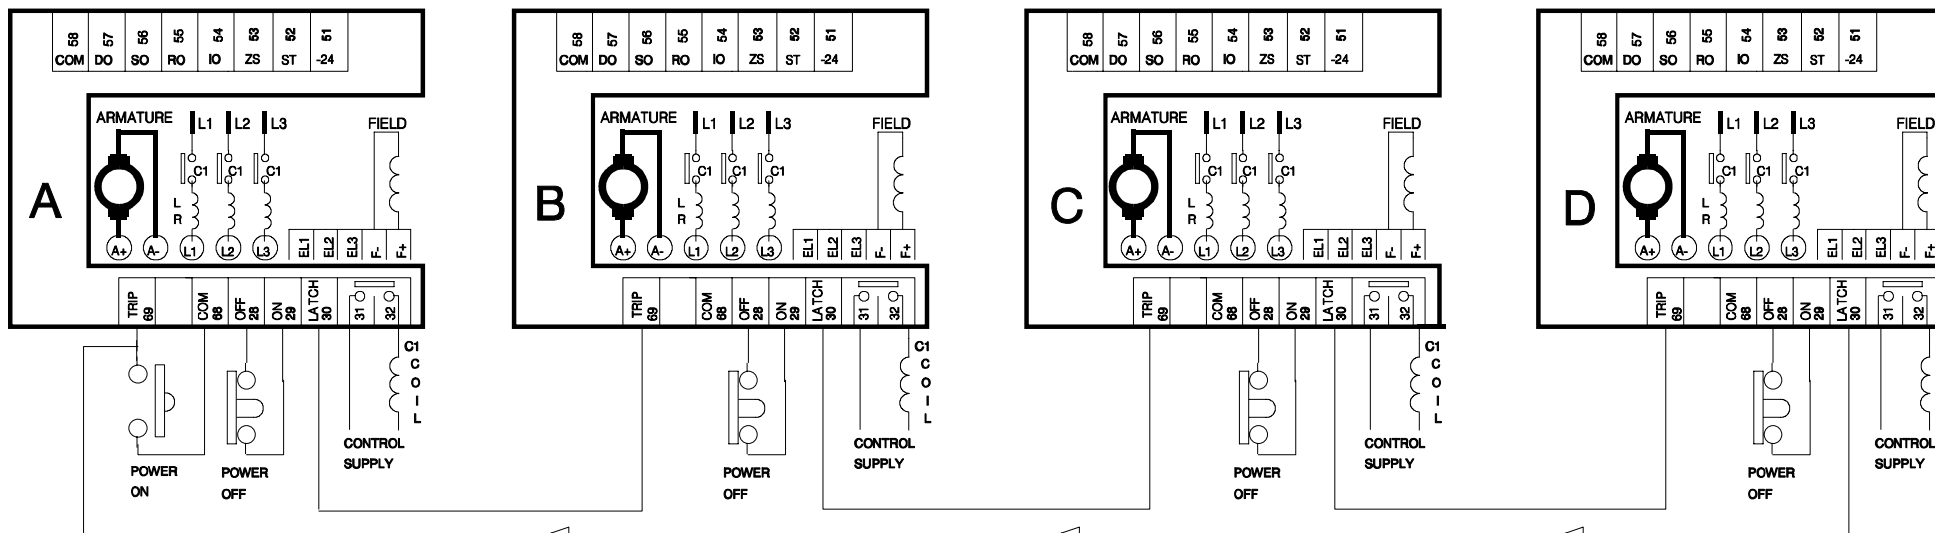 58 57 56 55 54 53 52 51
COM DO SO RO IO ZS ST -24
ARMATURE L1 L2 L3 FIELD
C1 C1 C1
A
L
R
A+ A- L1 L2 L3 EL1 EL2 EL3 F- F+
TRIP COM OFF ON LATCH
69 68 28 29 30 31 32
C1
C
O
I
L
CONTROL
SUPPLY
POWER
ON
POWER
OFF
58 57 56 55 54 53 52 51
COM DO SO RO IO ZS ST -24
ARMATURE L1 L2 L3 FIELD
C1 C1 C1
B
L
R
A+ A- L1 L2 L3 EL1 EL2 EL3 F- F+
TRIP COM OFF ON LATCH
69 68 28 29 30 31 32
C1
C
O
I
L
CONTROL
SUPPLY
POWER
OFF
58 57 56 55 54 53 52 51
COM DO SO RO IO ZS ST -24
ARMATURE L1 L2 L3 FIELD
C1 C1 C1
C
L
R
A+ A- L1 L2 L3 EL1 EL2 EL3 F- F+
TRIP COM OFF ON LATCH
69 68 28 29 30 31 32
C1
C
O
I
L
CONTROL
SUPPLY
POWER
OFF
58 57 56 55 54 53 52 51
COM DO SO RO IO ZS ST -24
ARMATURE L1 L2 L3 FIELD
C1 C1 C1
D
L
R
A+ A- L1 L2 L3 EL1 EL2 EL3 F- F+
TRIP COM OFF ON LATCH
69 68 28 29 30 31 32
CONTROL
SUPPLY
POWER
OFF